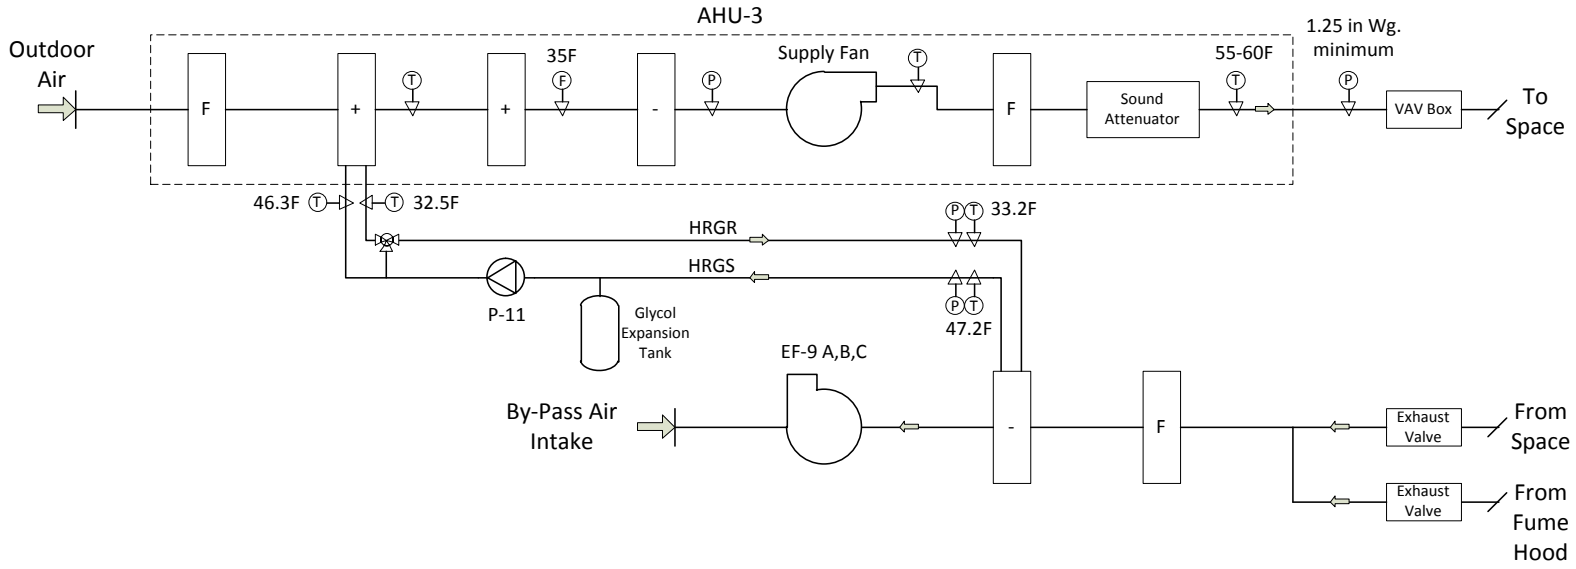 AHU-3
Outdoor
Air
F
+
T
+
35F
F
-
P
Supply Fan
T
F
Sound
Attenuator
55-60F
T
1.25 in Wg.
minimum
P
VAV Box
To
Space
46.3F
T
T
32.5F
HRGR
P
T
33.2F
HRGS
P
T
47.2F
P-11
Glycol
Expansion
Tank
EF-9 A,B,C
By-Pass Air
Intake
-
F
Exhaust
Valve
From
Space
Exhaust
Valve
From
Fume
Hood